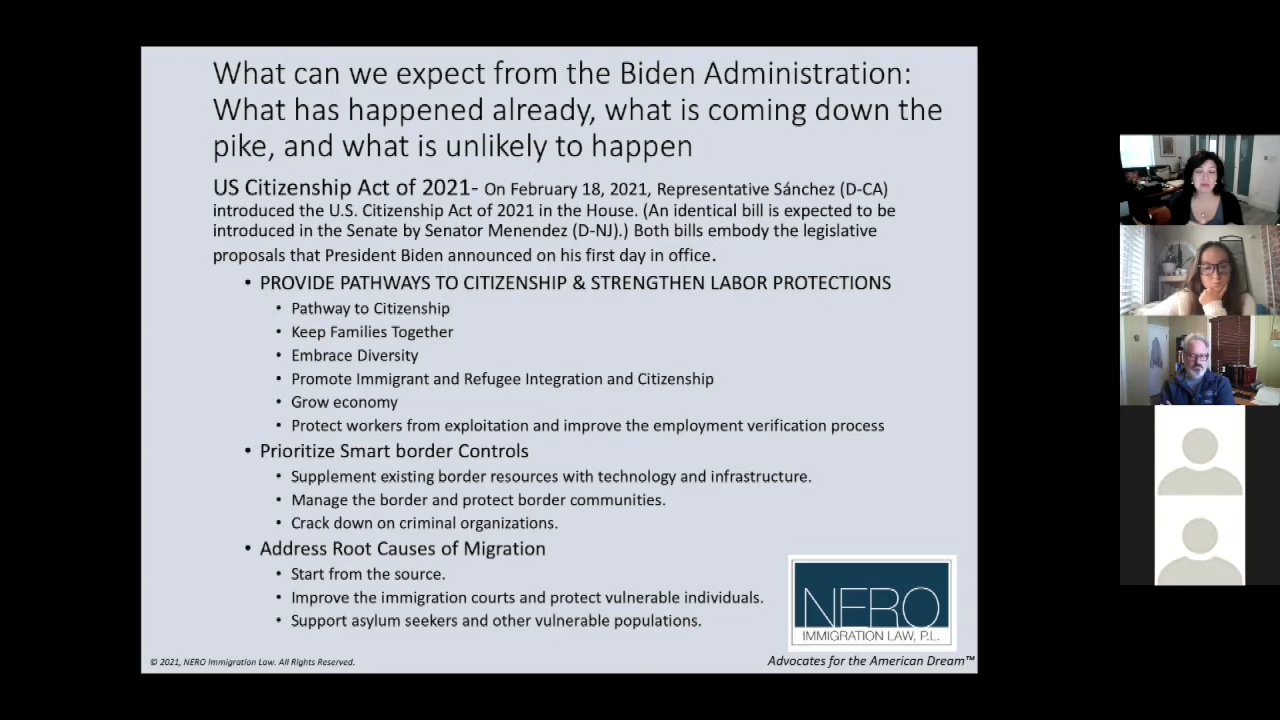 What can we expect from the Biden Administration:
What has happened already, what is coming down the
pike, and what is unlikely to happen
US Citizenship Act of 2021- On February 18, 2021, Representative Sánchez (D-CA)
introduced the U.S. Citizenship Act of 2021 in the House. (An identical bill is expected to be
introduced in the Senate by Senator Menendez (D-NJ).) Both bills embody the legislative
proposals that President Biden announced on his first day in office.
• PROVIDE PATHWAYS TO CITIZENSHIP & STRENGTHEN LABOR PROTECTIONS
• Pathway to Citizenship
• Keep Families Together
• Embrace Diversity
• Promote Immigrant and Refugee Integration and Citizenship
• Grow economy
• Protect workers from exploitation and improve the employment verification process
• Prioritize Smart border Controls
• Supplement existing border resources with technology and infrastructure.
• Manage the border and protect border communities.
• Crack down on criminal organizations.
• Address Root Causes of Migration
• Start from the source.
• Improve the immigration courts and protect vulnerable individuals.
• Support asylum seekers and other vulnerable populations.
NERO
IMMIGRATION LAW, P.L.
© 2021, NERO Immigration Law. All Rights Reserved.
Advocates for the American Dream™